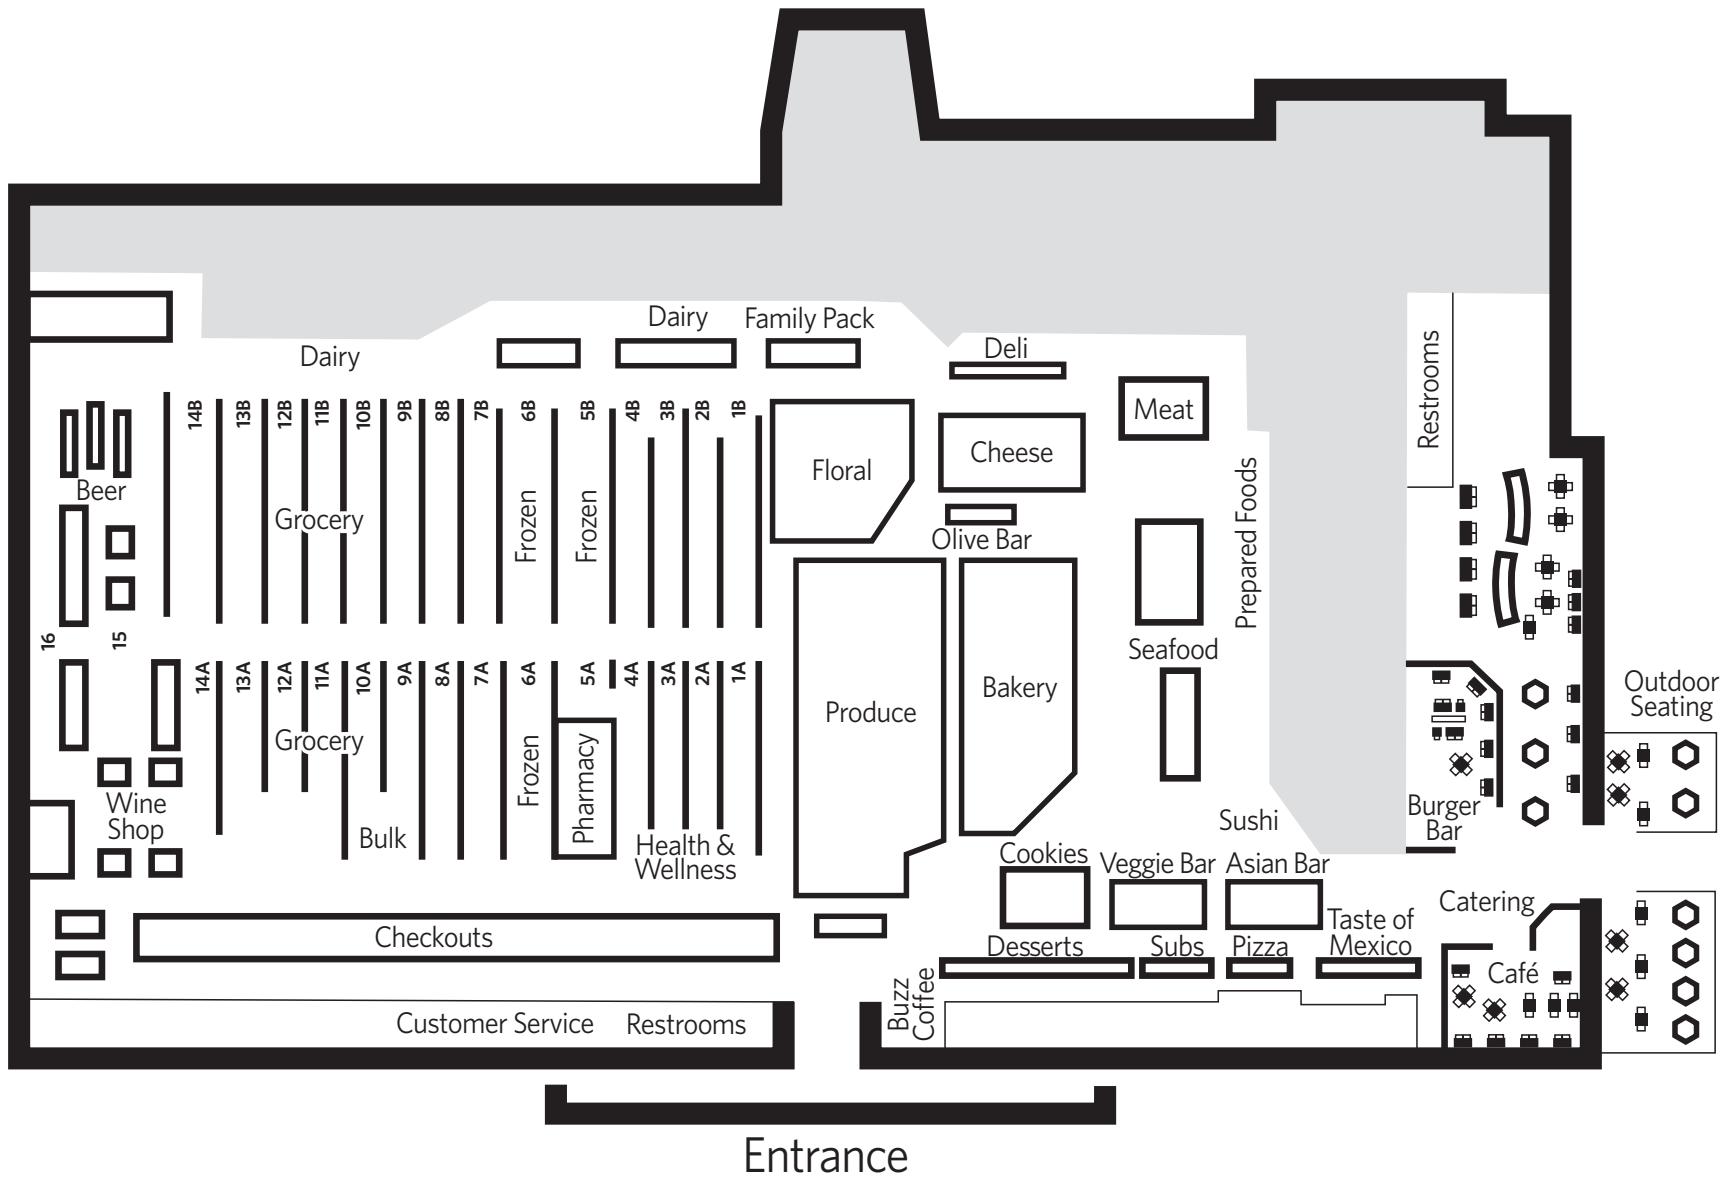 Dairy
Family Pack
Deli
Dairy
Restrooms
14B
13B
12B
11B
10B
9B
8B
7B
6B
5B
4B
3B
2B
1B
Meat
Cheese
Floral
Beer
Grocery
Frozen
Frozen
Olive Bar
Prepared Foods
16
15
Seafood
14A
13A
12A
11A
10A
9A
8A
7A
6A
5A
4A
3A
2A
1A
Produce
Bakery
Outdoor
Seating
Grocery
Frozen
Pharmacy
Wine
Shop
Bulk
Health &
Wellness
Sushi
Burger
Bar
Cookies
Veggie Bar
Asian Bar
Catering
Taste of
Mexico
Checkouts
Desserts
Subs
Pizza
Café
Buzz
Coffee
Customer Service
Restrooms
Entrance